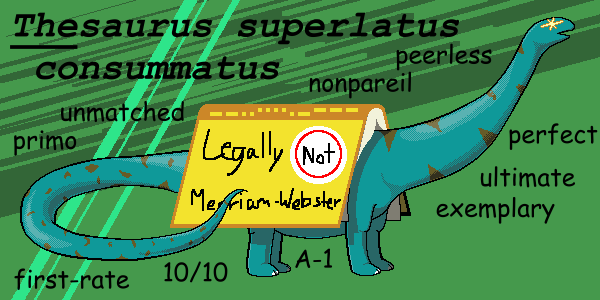 Thesaurus superlatus
consummatus
peerless
nonpareil
unmatched
primo
perfect
Legally Not
Merriam-Webster
ultimate
exemplary
first-rate
10/10
A-1